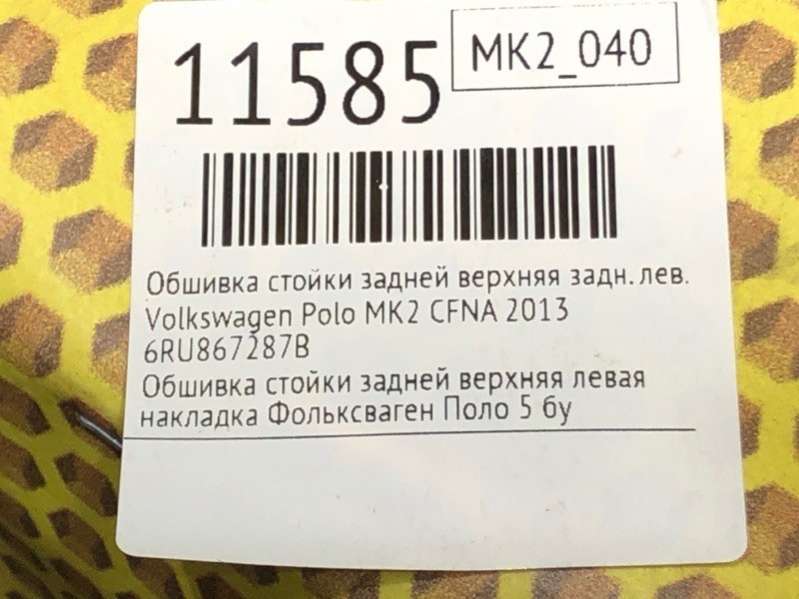 11585
MK2_040
Обшивка стойки задней верхняя задн. лев.
Volkswagen Polo MK2 CFNA 2013
6RU867287B
Обшивка стойки задней верхняя левая
накладка Фольксваген Поло 5 бу